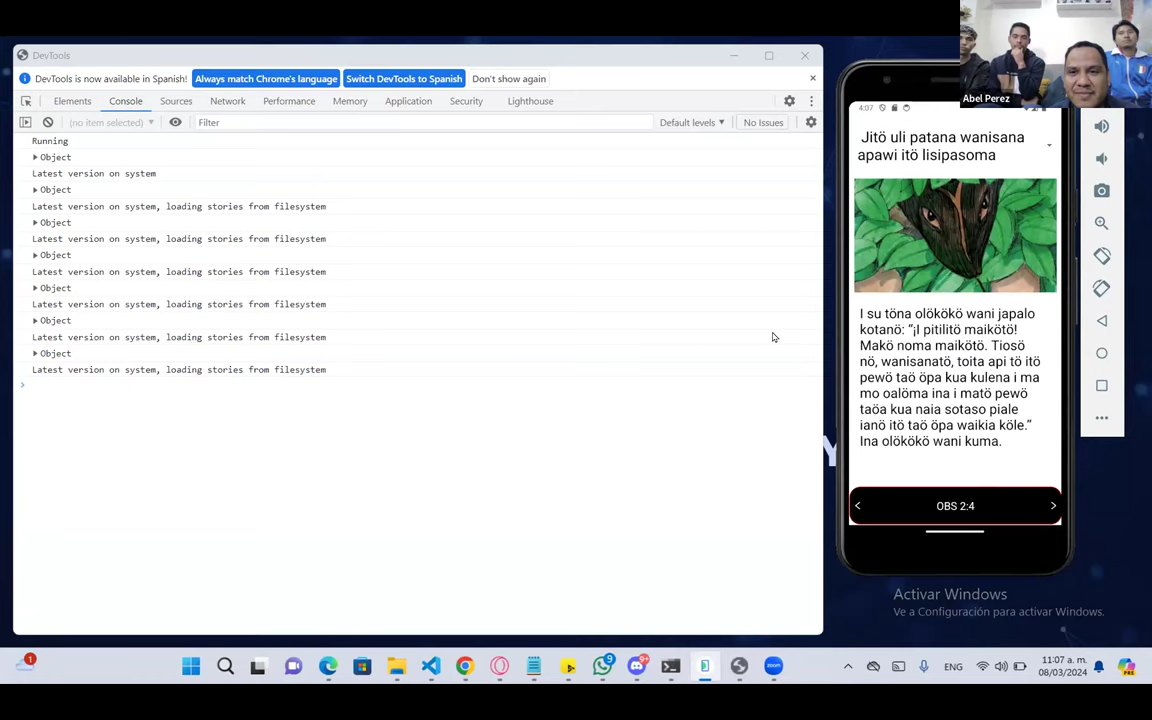 DevTools
DevTools is now available in Spanish! Always match Chrome's language Switch DevTools to Spanish Don't show again
Elements Console Sources Network Performance Memory Application Security Lighthouse
(no item selected) Filter Default levels No Issues
Running
Object
Latest version on system
Object
Latest version on system, loading stories from filesystem
Object
Latest version on system, loading stories from filesystem
Object
Latest version on system, loading stories from filesystem
Object
Latest version on system, loading stories from filesystem
Object
Latest version on system, loading stories from filesystem
Object
Latest version on system, loading stories from filesystem
Abel Perez
4:07
Jitö uli patana wanisana
apawi itö lisipasoma
I su töna olökökö wani japalo
kotanö: “¡I pitilitö maikötö!
Makö noma maikötö. Tiosö
nö, wanisanatö, toita api tö itö
pewö taö öpa kua kulena i ma
mo oalöma ina i matö pewö
taöa kua naia sotaso piale
ianö itö taö öpa waikia köle.”
Ina olökökö wani kuma.
OBS 2:4
Activar Windows
Ve a Configuración para activar Windows.
1
9
9+
ENG
11:07 a. m.
08/03/2024
PRE